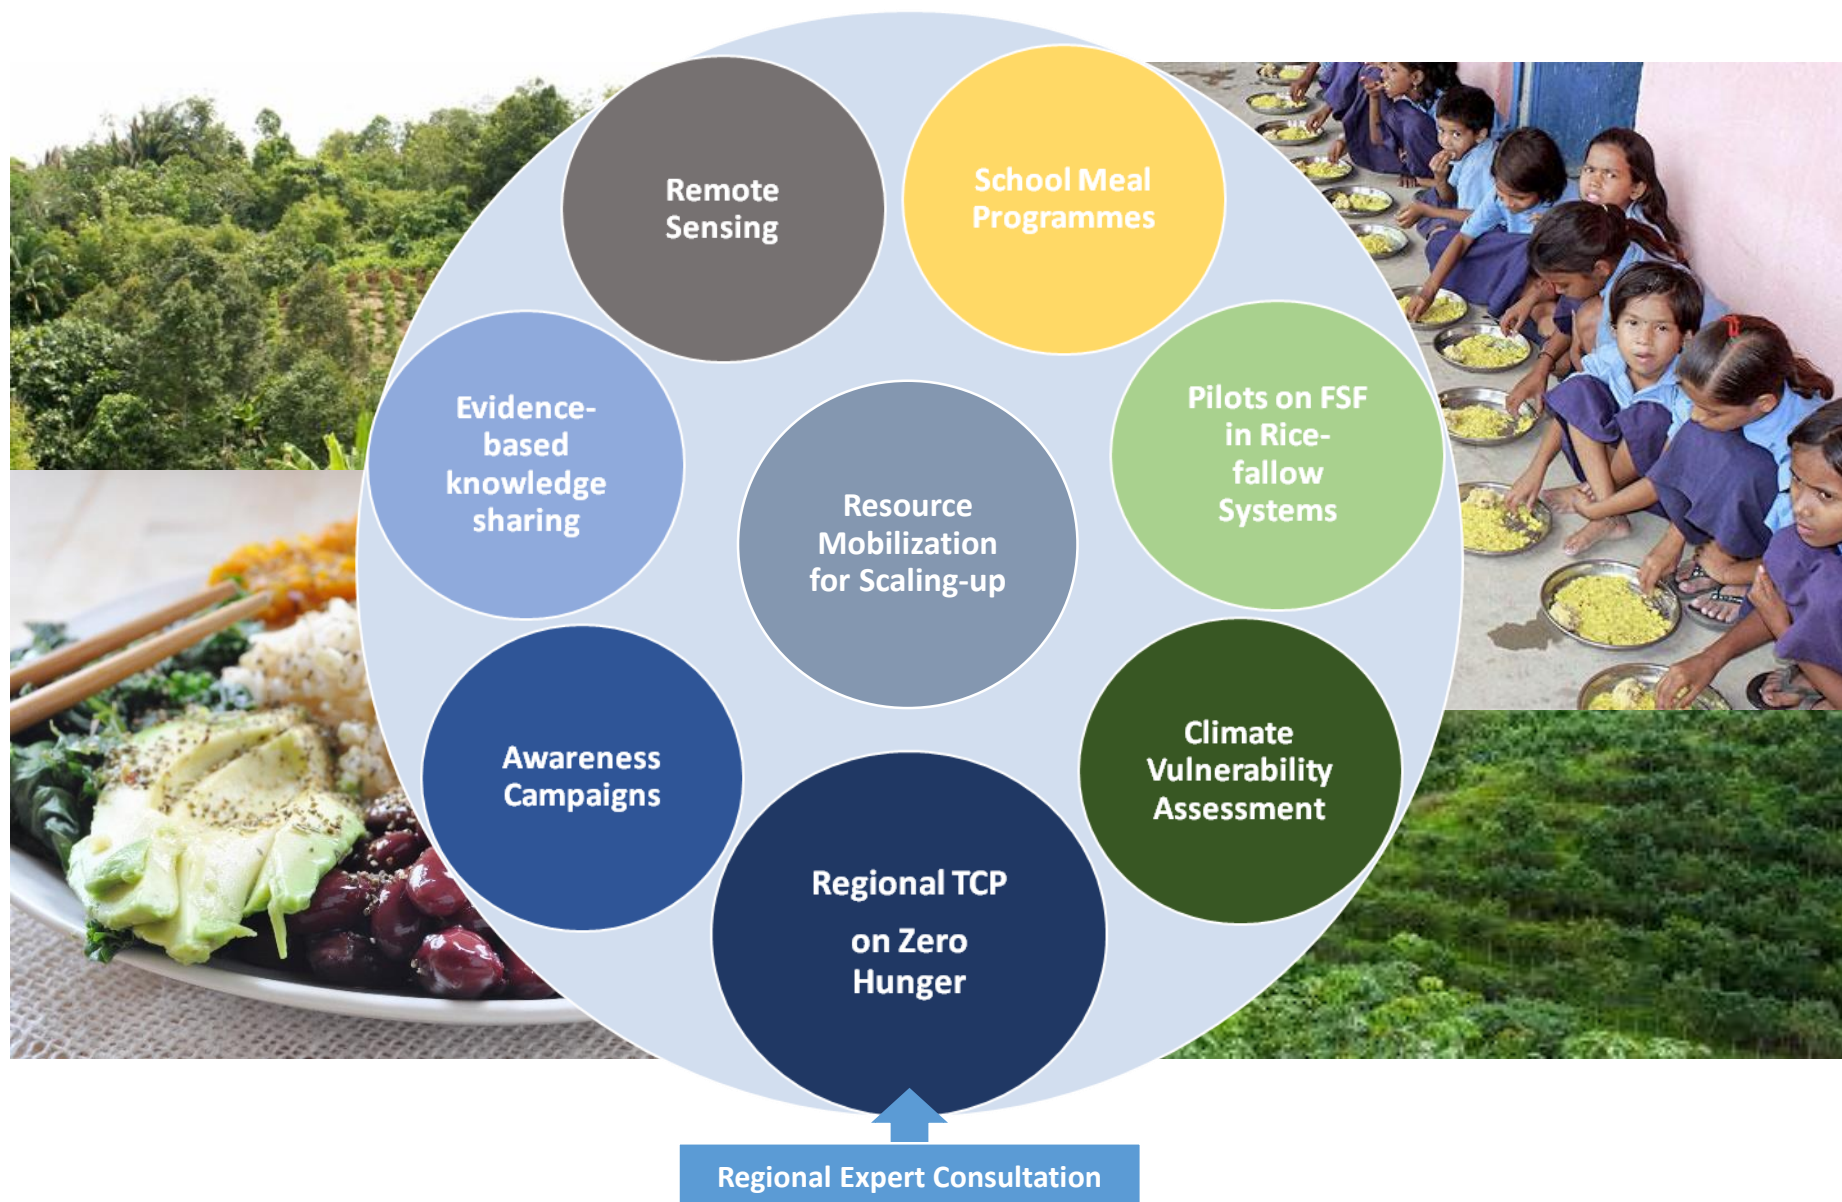 Remote
Sensing
School Meal
Programmes
Evidence-
based
knowledge
sharing
Pilots on FSF
in Rice-
fallow
Systems
Resource
Mobilization
for Scaling-up
Awareness
Campaigns
Climate
Vulnerability
Assessment
Regional TCP
on Zero
Hunger
Regional Expert Consultation